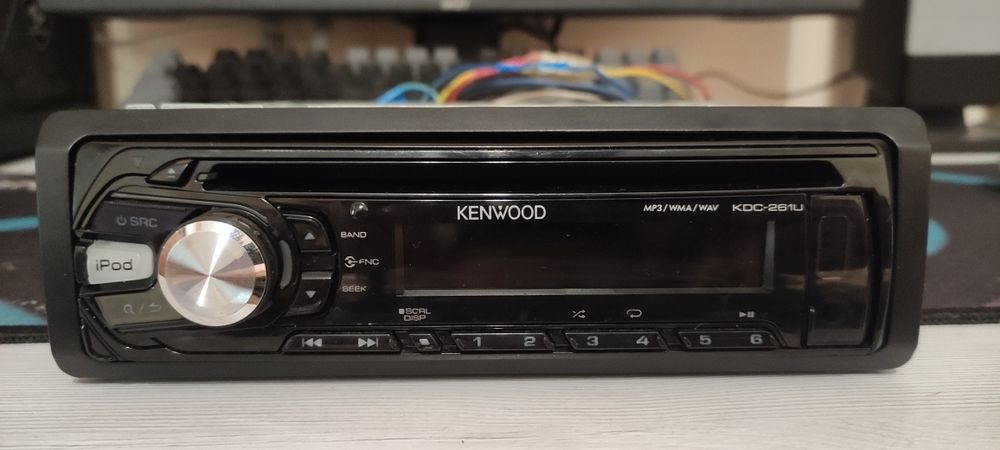 KENWOOD
MP3/WMA/WAV KDC-261U
SRC
BAND
iPod
FNC
SEEK
SCRL
DISP
1 2 3 4 5 6